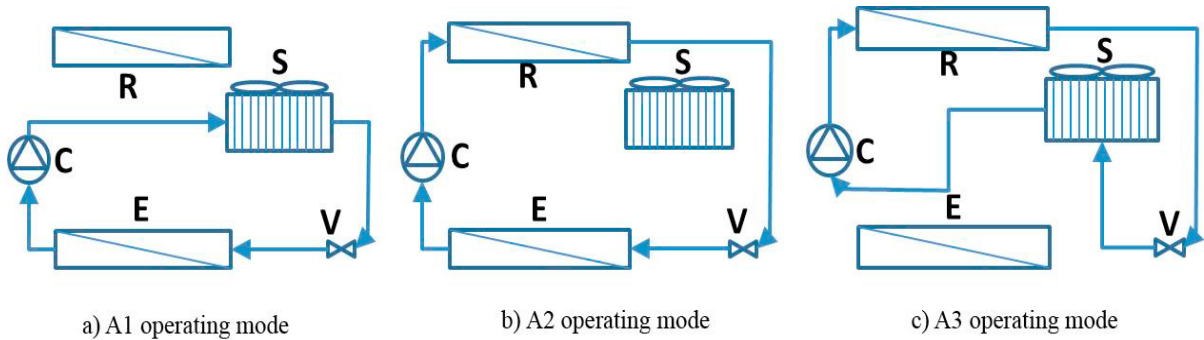 R
S
C
E
V
a) A1 operating mode
R
S
C
E
V
b) A2 operating mode
R
S
C
E
V
c) A3 operating mode